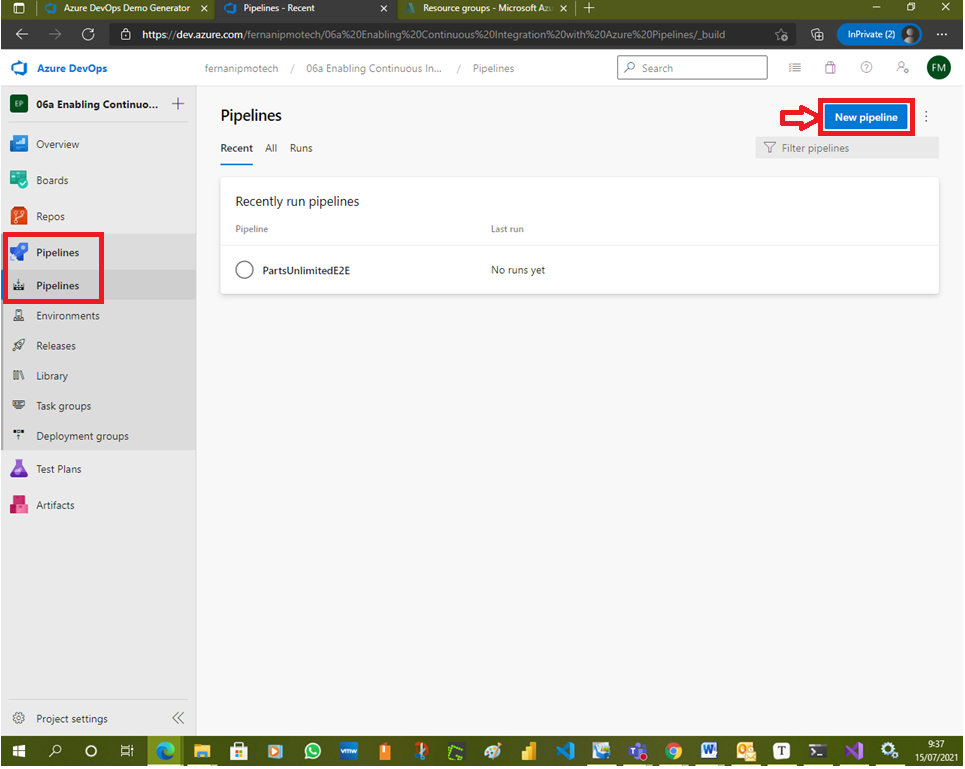 Azure DevOps Demo Generator
Pipelines - Recent
Resource groups - Microsoft Azu
https://dev.azure.com/fernanipmotech/06a%20Enabling%20Continuous%20Integration%20with%20Azure%20Pipelines/_build
InPrivate (2)
Azure DevOps
fernanipmotech / 06a Enabling Continuous In... / Pipelines
Search
FM
EP
06a Enabling Continuo...
Overview
Boards
Repos
Pipelines
Pipelines
Environments
Releases
Library
Task groups
Deployment groups
Test Plans
Artifacts
Project settings
Pipelines
New pipeline
Recent All Runs
Filter pipelines
Recently run pipelines
Pipeline Last run
PartsUnlimitedE2E No runs yet
vmw
W
T
9:37
15/07/2021